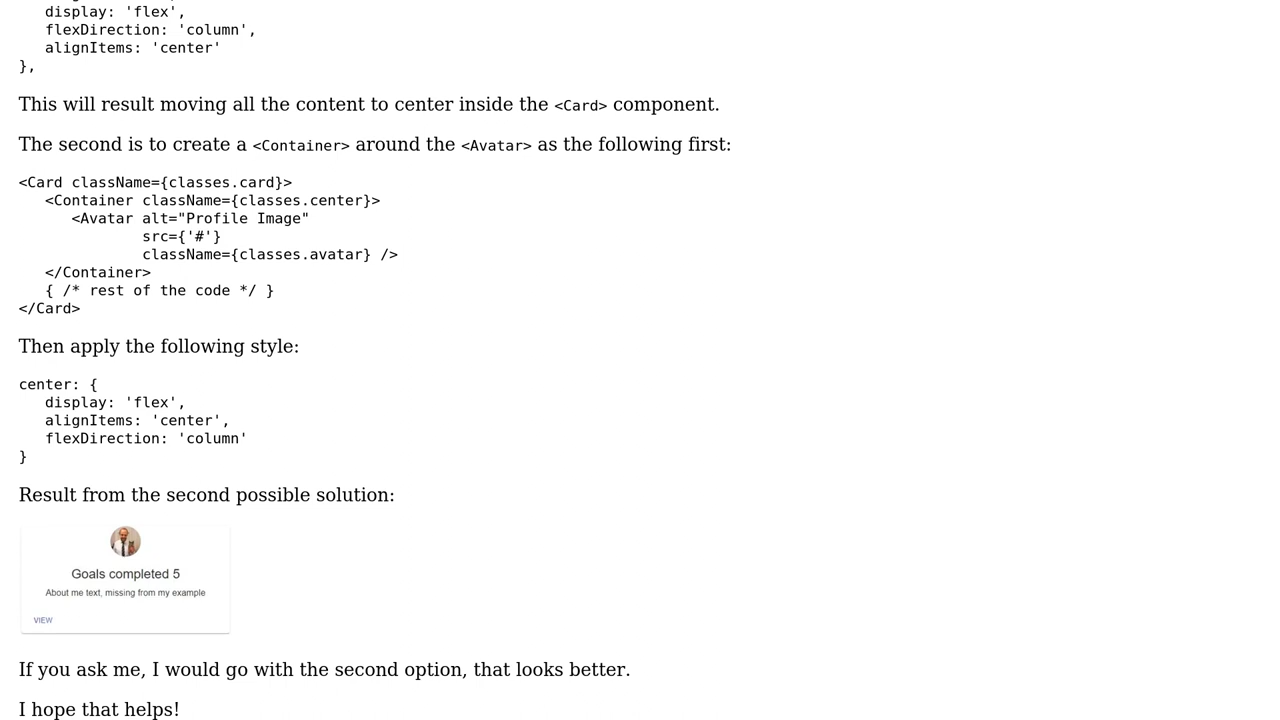 display: 'flex',
   flexDirection: 'column',
   alignItems: 'center'
},
This will result moving all the content to center inside the <Card> component.
The second is to create a <Container> around the <Avatar> as the following first:
<Card className={classes.card}>
   <Container className={classes.center}>
      <Avatar alt="Profile Image"
              src={'#'}
              className={classes.avatar} />
   </Container>
   { /* rest of the code */ }
</Card>
Then apply the following style:
center: {
   display: 'flex',
   alignItems: 'center',
   flexDirection: 'column'
}
Result from the second possible solution:
Goals completed 5
About me text, missing from my example
VIEW
If you ask me, I would go with the second option, that looks better.
I hope that helps!